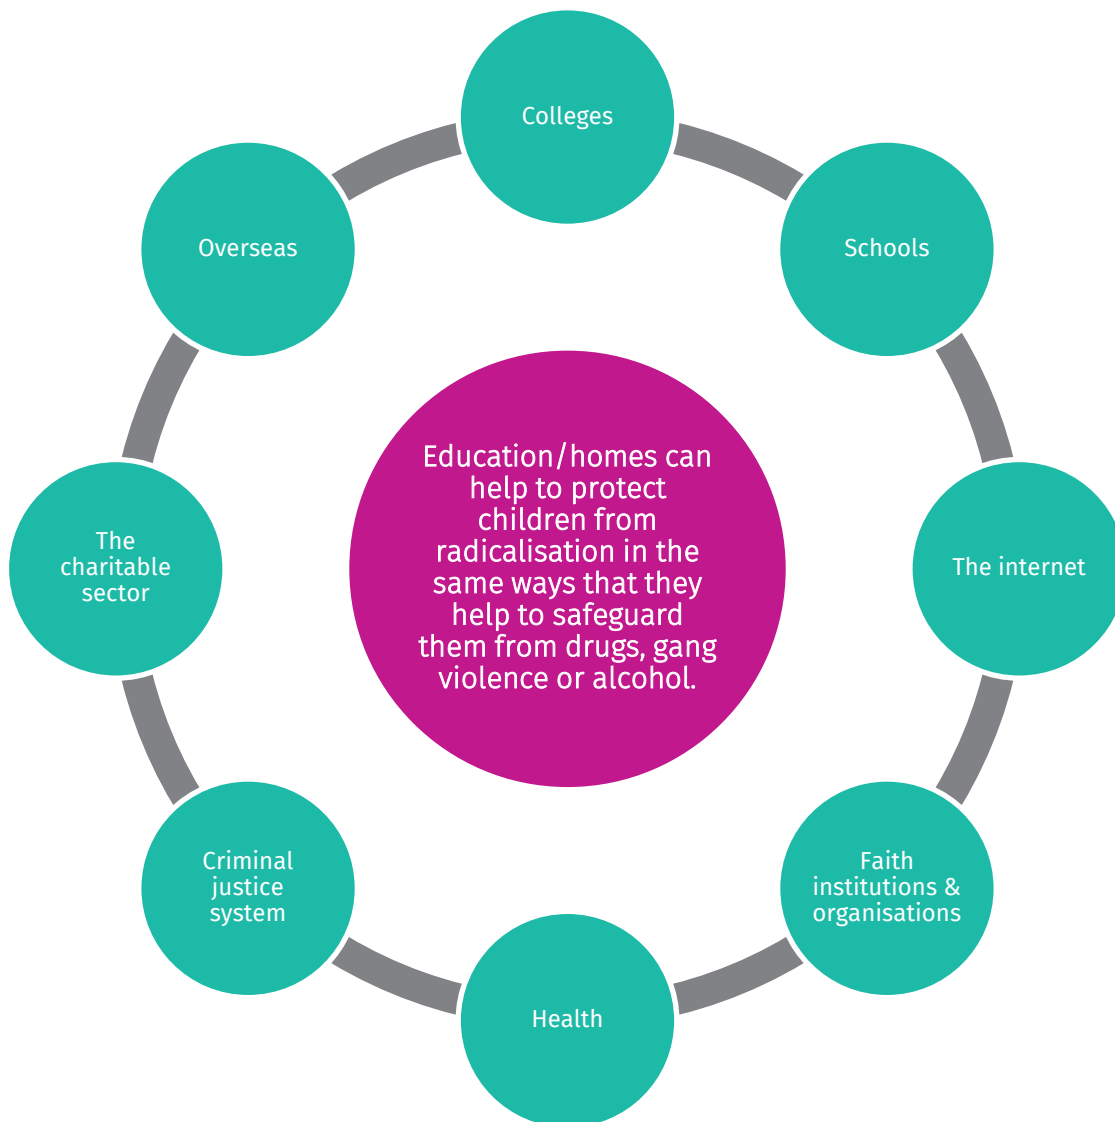 Colleges
Schools
The internet
Faith
institutions &
organisations
Health
Criminal
justice
system
The
charitable
sector
Overseas
Education/homes can
help to protect
children from
radicalisation in the
same ways that they
help to safeguard
them from drugs, gang
violence or alcohol.